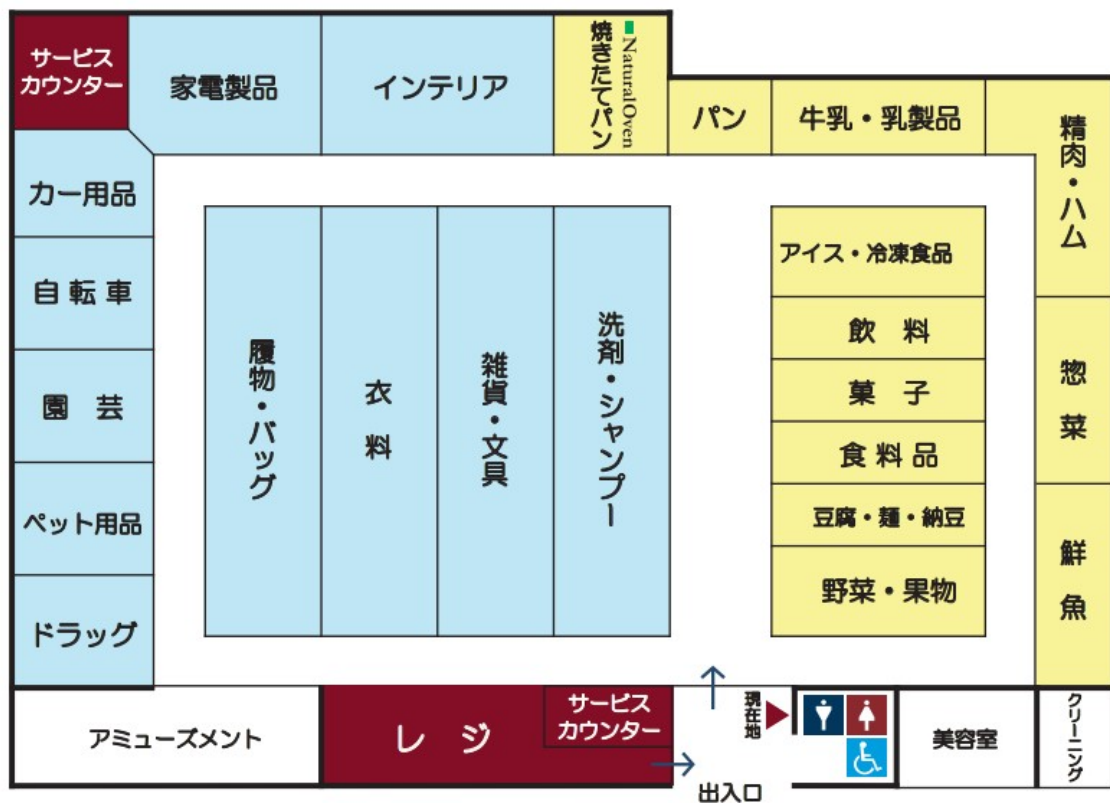 サービス
カウンター
家電製品
インテリア
焼きたてパン
NaturalOven
パン
牛乳・乳製品
精肉・ハム
カー用品
自転車
園芸
ペット用品
ドラッグ
履物・バッグ
衣料
雑貨・文具
洗剤・シャンプー
アイス・冷凍食品
飲料
菓子
食料品
豆腐・麺・納豆
野菜・果物
惣菜
鮮魚
アミューズメント
レジ
サービス
カウンター
現在地
美容室
クリーニング
出入口